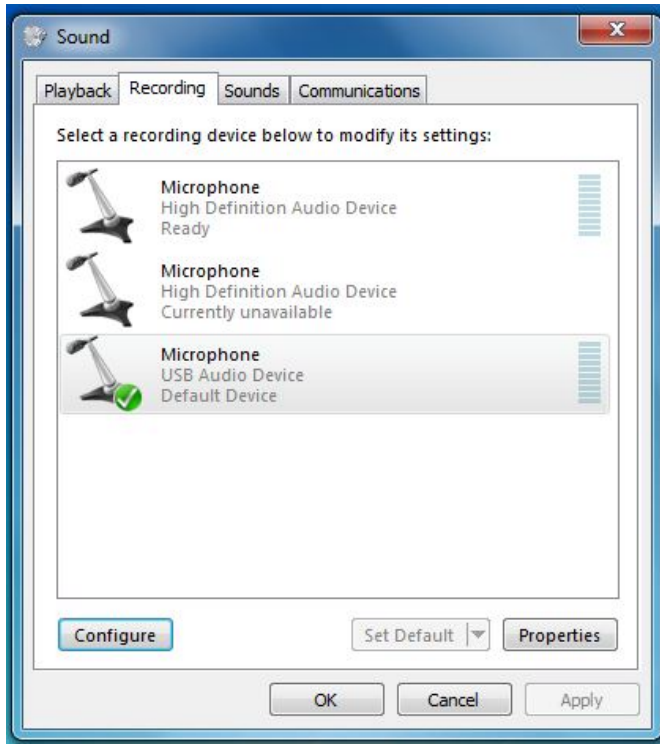 Sound
Playback Recording Sounds Communications
Select a recording device below to modify its settings:
Microphone
High Definition Audio Device
Ready
Microphone
High Definition Audio Device
Currently unavailable
Microphone
USB Audio Device
Default Device
Configure Set Default Properties
OK Cancel Apply